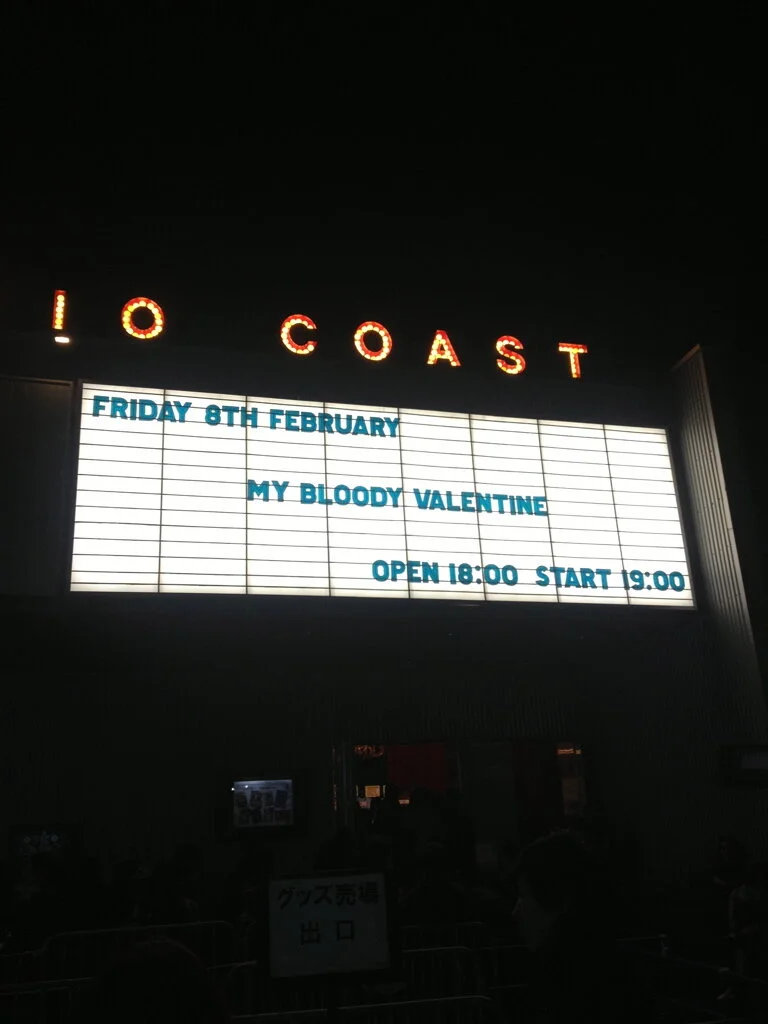 IO COAST
FRIDAY 8TH FEBRUARY
MY BLOODY VALENTINE
OPEN 18:00 START 19:00
グッズ売場
出口